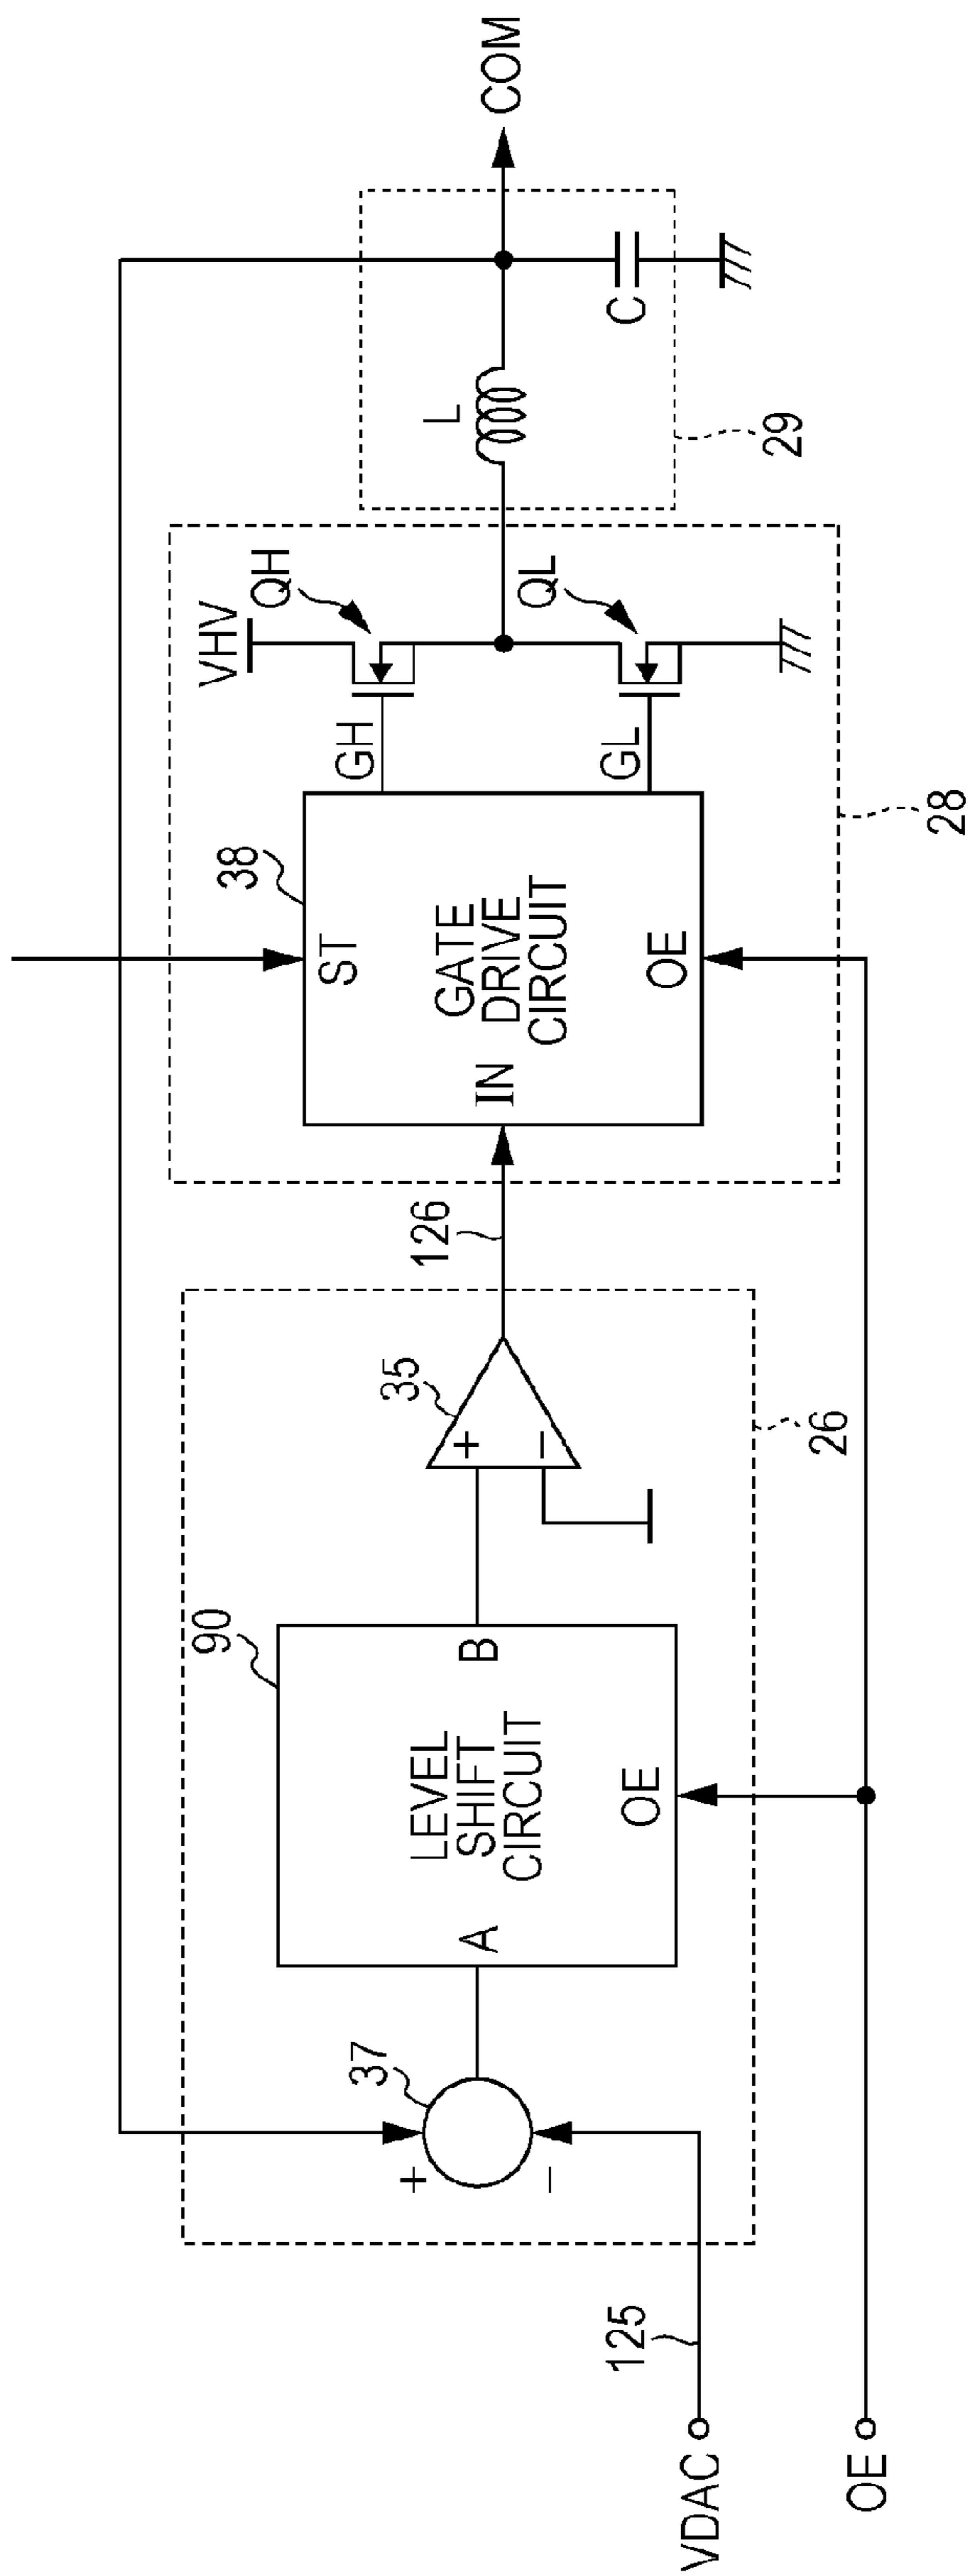 COM
VHV
QH
L
C
29
QL
GH
GL
38
ST
GATE
DRIVE
CIRCUIT
IN
OE
28
126
35
+
−
26
90
LEVEL
SHIFT
CIRCUIT
A
B
OE
37
+
−
125
VDAC
OE